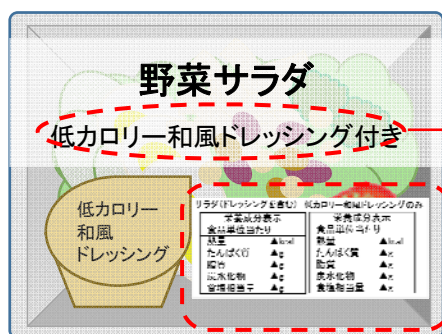 野菜サラダ
低カロリー和風ドレッシング付き
低カロリー
和風
ドレッシング
サラダ(ドレッシングを含む)
栄養成分表示
食品単位当たり
熱量 ▲kcal
たんぱく質 ▲g
脂質 ▲g
炭水化物 ▲g
食塩相当量 ▲g
低カロリー和風ドレッシングのみ
栄養成分表示
食品単位当たり
熱量 ▲kcal
たんぱく質 ▲g
脂質 ▲g
炭水化物 ▲g
食塩相当量 ▲g